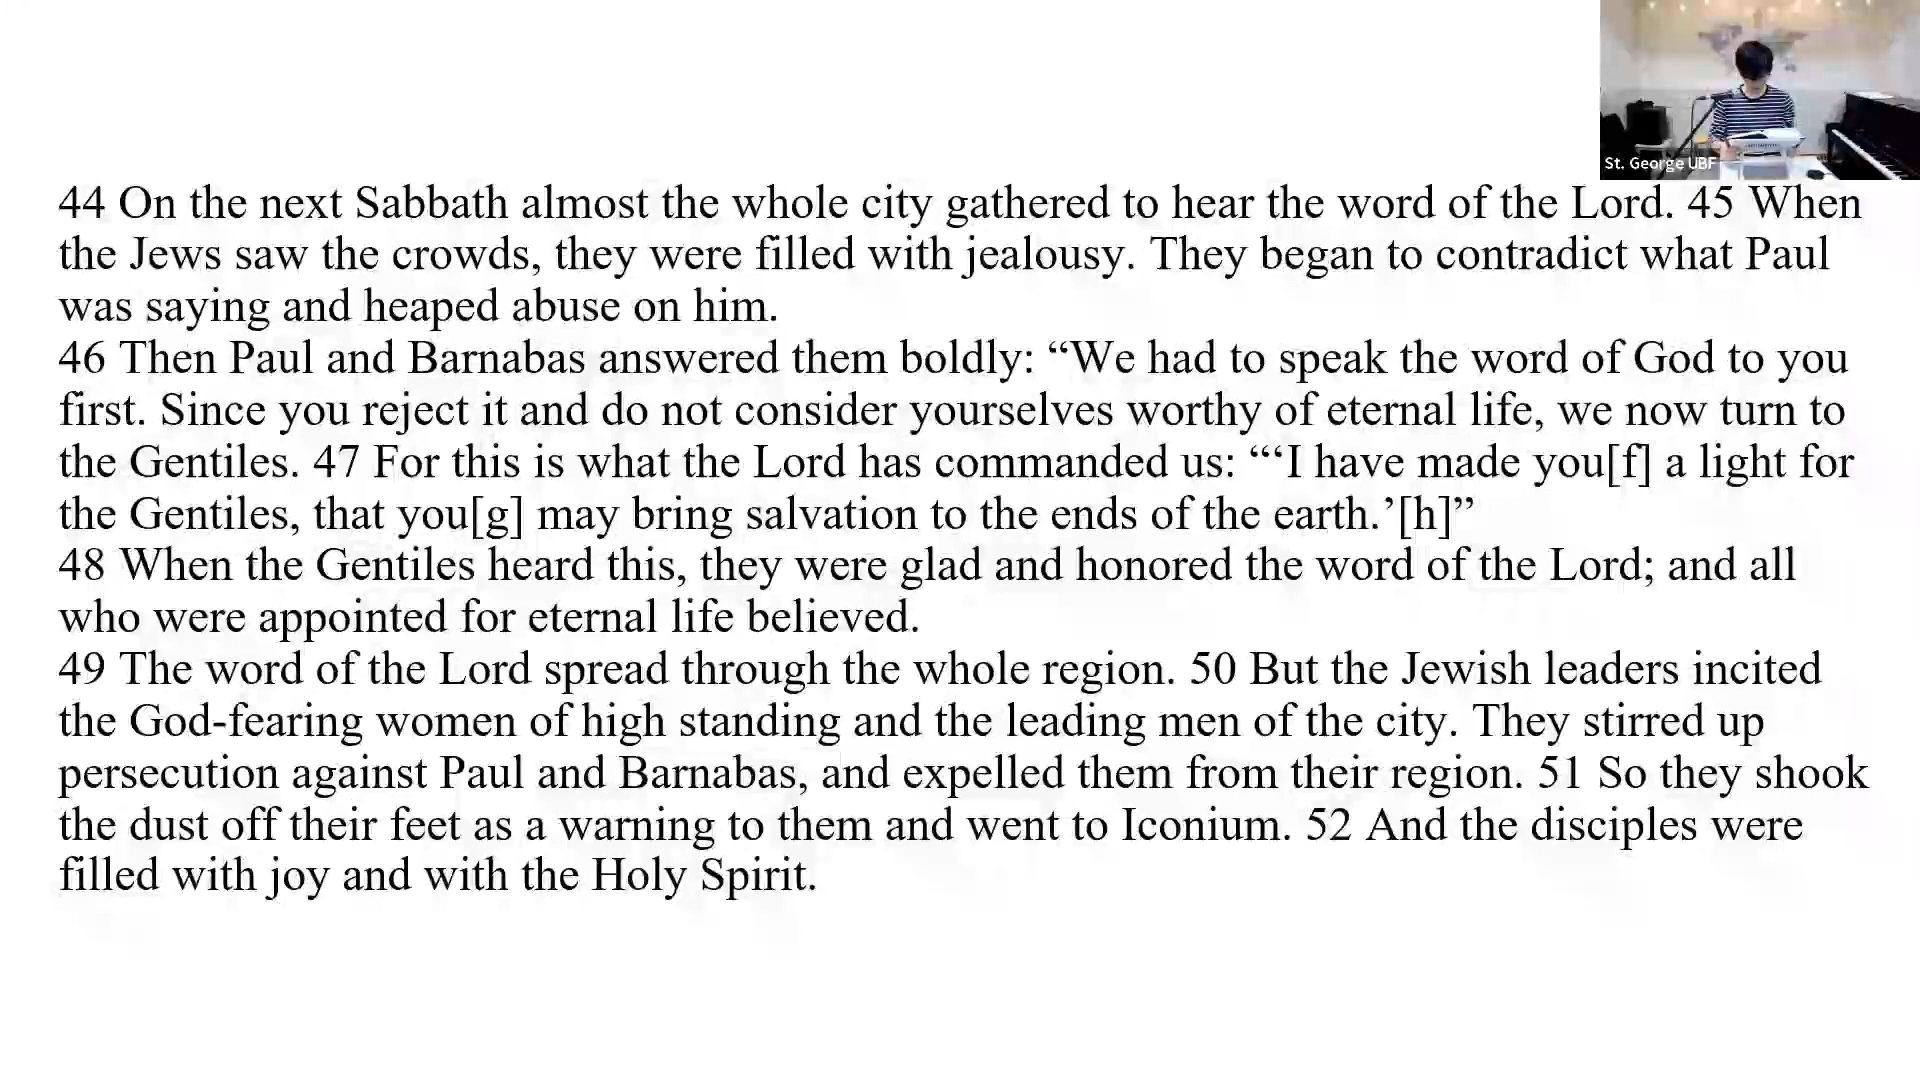 St. George UBF
44 On the next Sabbath almost the whole city gathered to hear the word of the Lord. 45 When
the Jews saw the crowds, they were filled with jealousy. They began to contradict what Paul
was saying and heaped abuse on him.
46 Then Paul and Barnabas answered them boldly: “We had to speak the word of God to you
first. Since you reject it and do not consider yourselves worthy of eternal life, we now turn to
the Gentiles. 47 For this is what the Lord has commanded us: “‘I have made you[f] a light for
the Gentiles, that you[g] may bring salvation to the ends of the earth.’[h]”
48 When the Gentiles heard this, they were glad and honored the word of the Lord; and all
who were appointed for eternal life believed.
49 The word of the Lord spread through the whole region. 50 But the Jewish leaders incited
the God-fearing women of high standing and the leading men of the city. They stirred up
persecution against Paul and Barnabas, and expelled them from their region. 51 So they shook
the dust off their feet as a warning to them and went to Iconium. 52 And the disciples were
filled with joy and with the Holy Spirit.